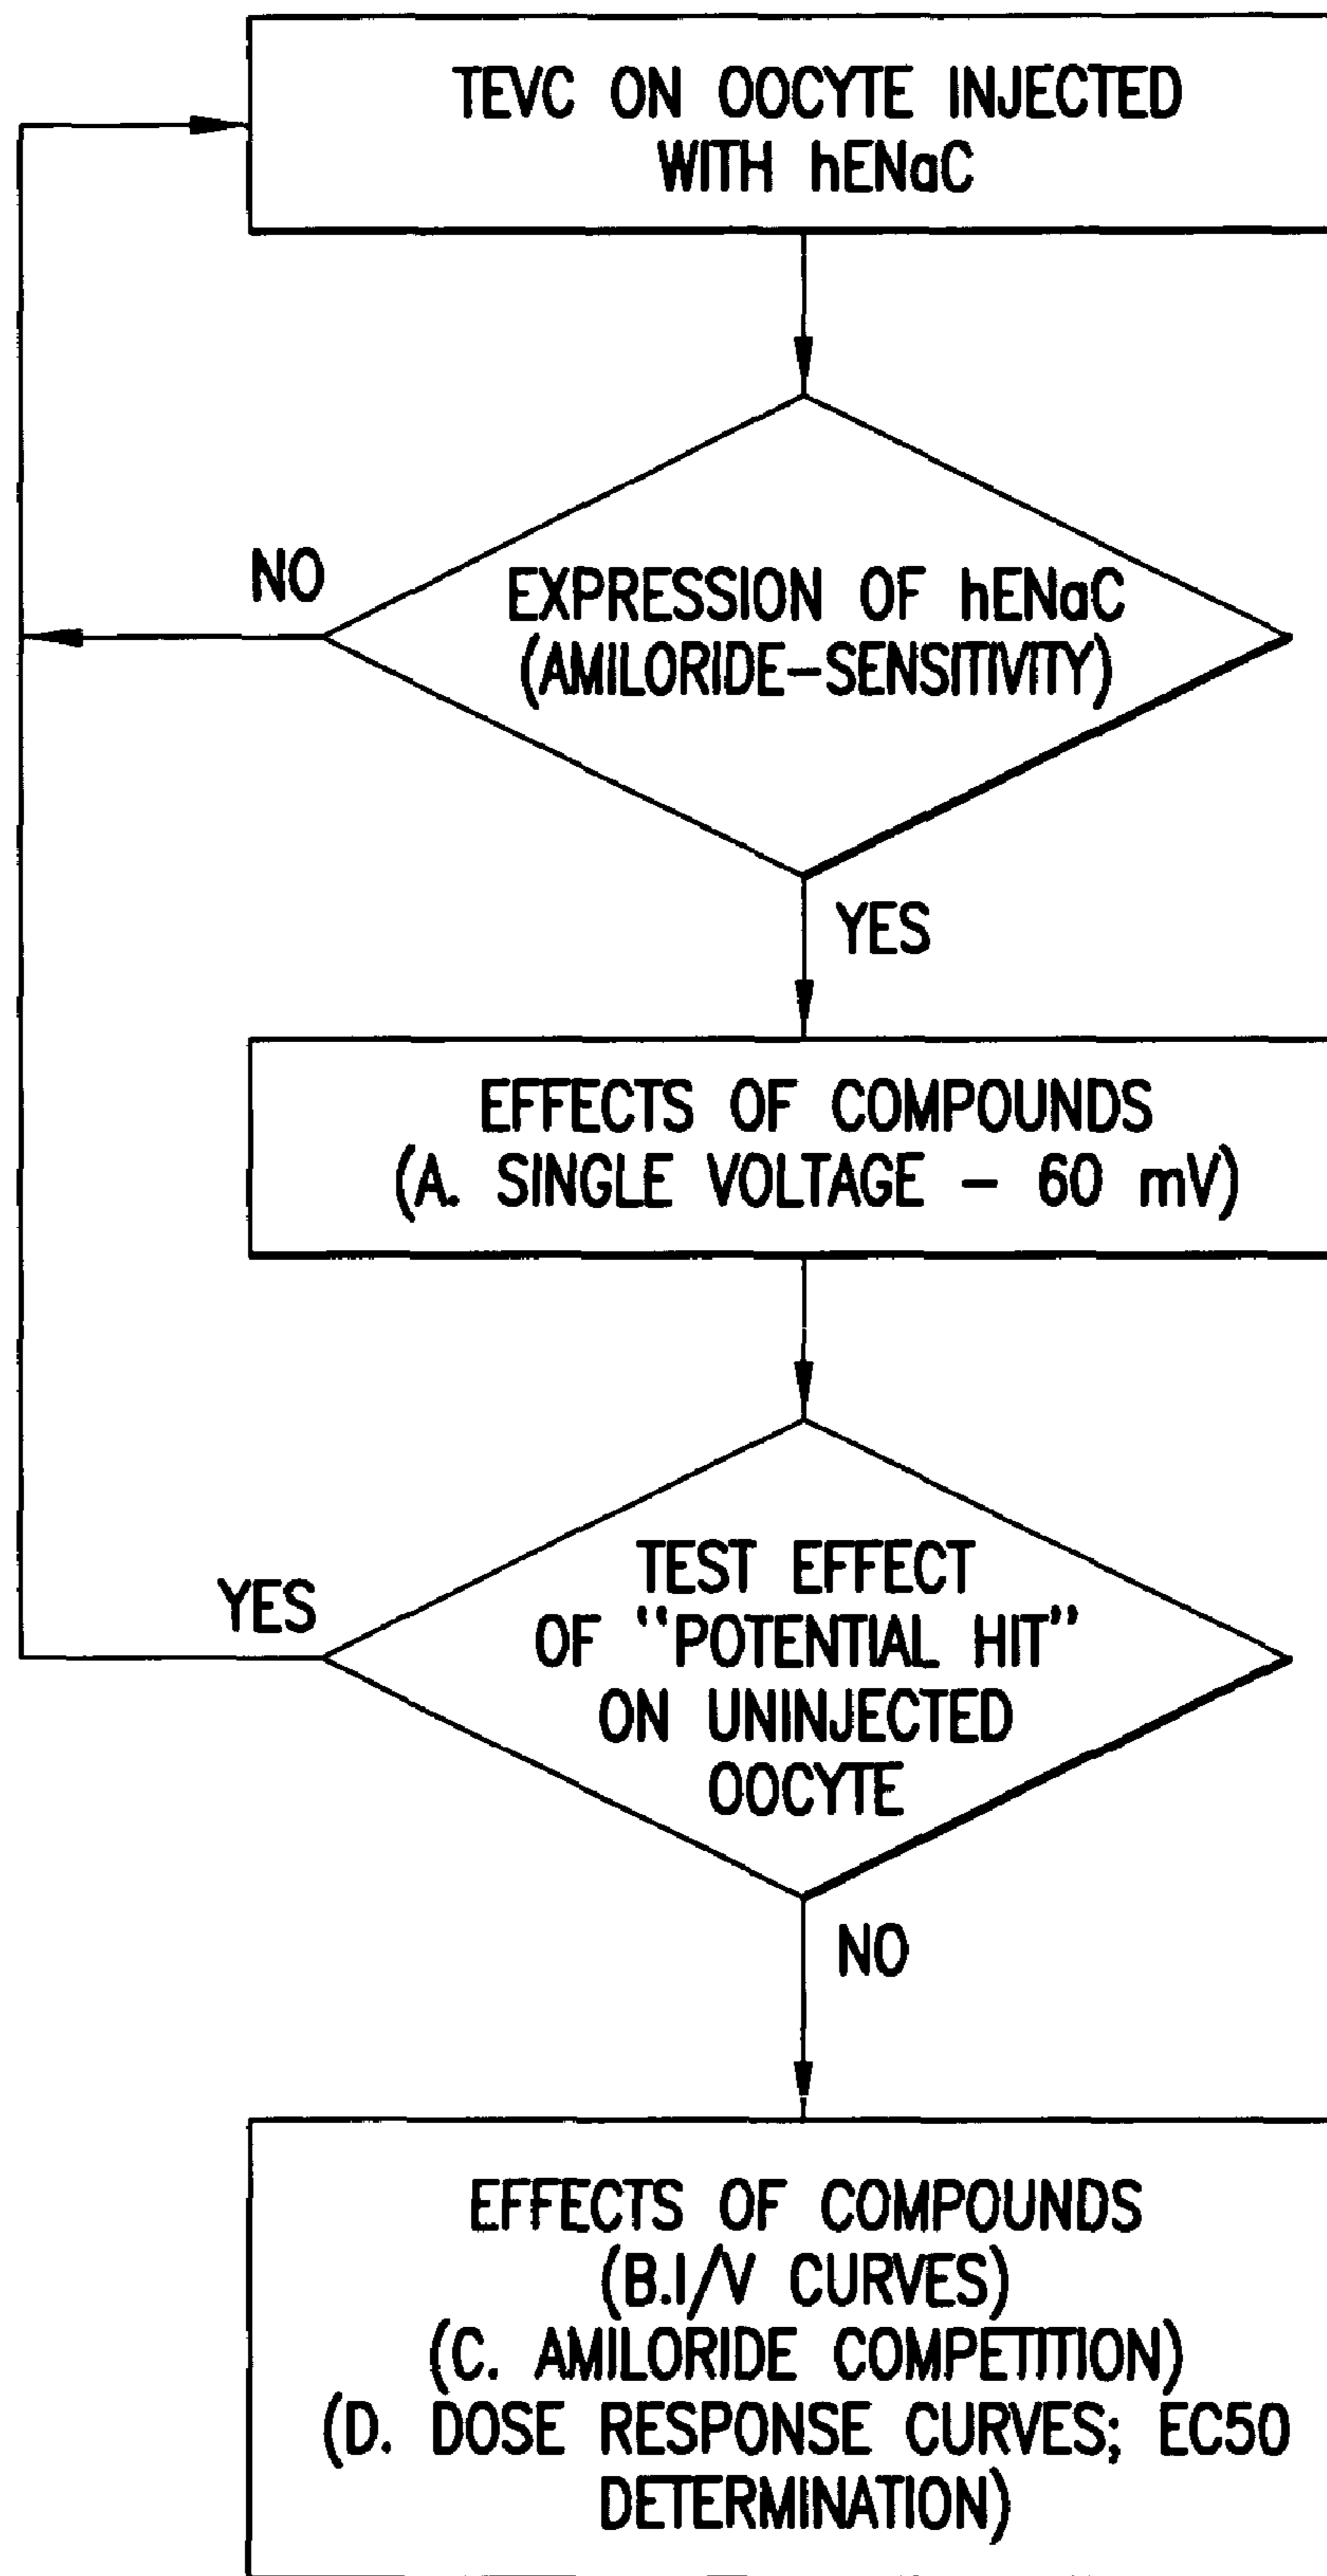 TEVC ON OOCYTE INJECTED
WITH hENaC
NO
EXPRESSION OF hENaC
(AMILORIDE-SENSITIVITY)
YES
EFFECTS OF COMPOUNDS
(A. SINGLE VOLTAGE - 60 mV)
TEST EFFECT
YES
OF "POTENTIAL HIT"
ON UNINJECTED
OOCYTE
NO
EFFECTS OF COMPOUNDS
(B.I/V CURVES)
(C. AMILORIDE COMPETITION)
(D. DOSE RESPONSE CURVES; EC50
DETERMINATION)